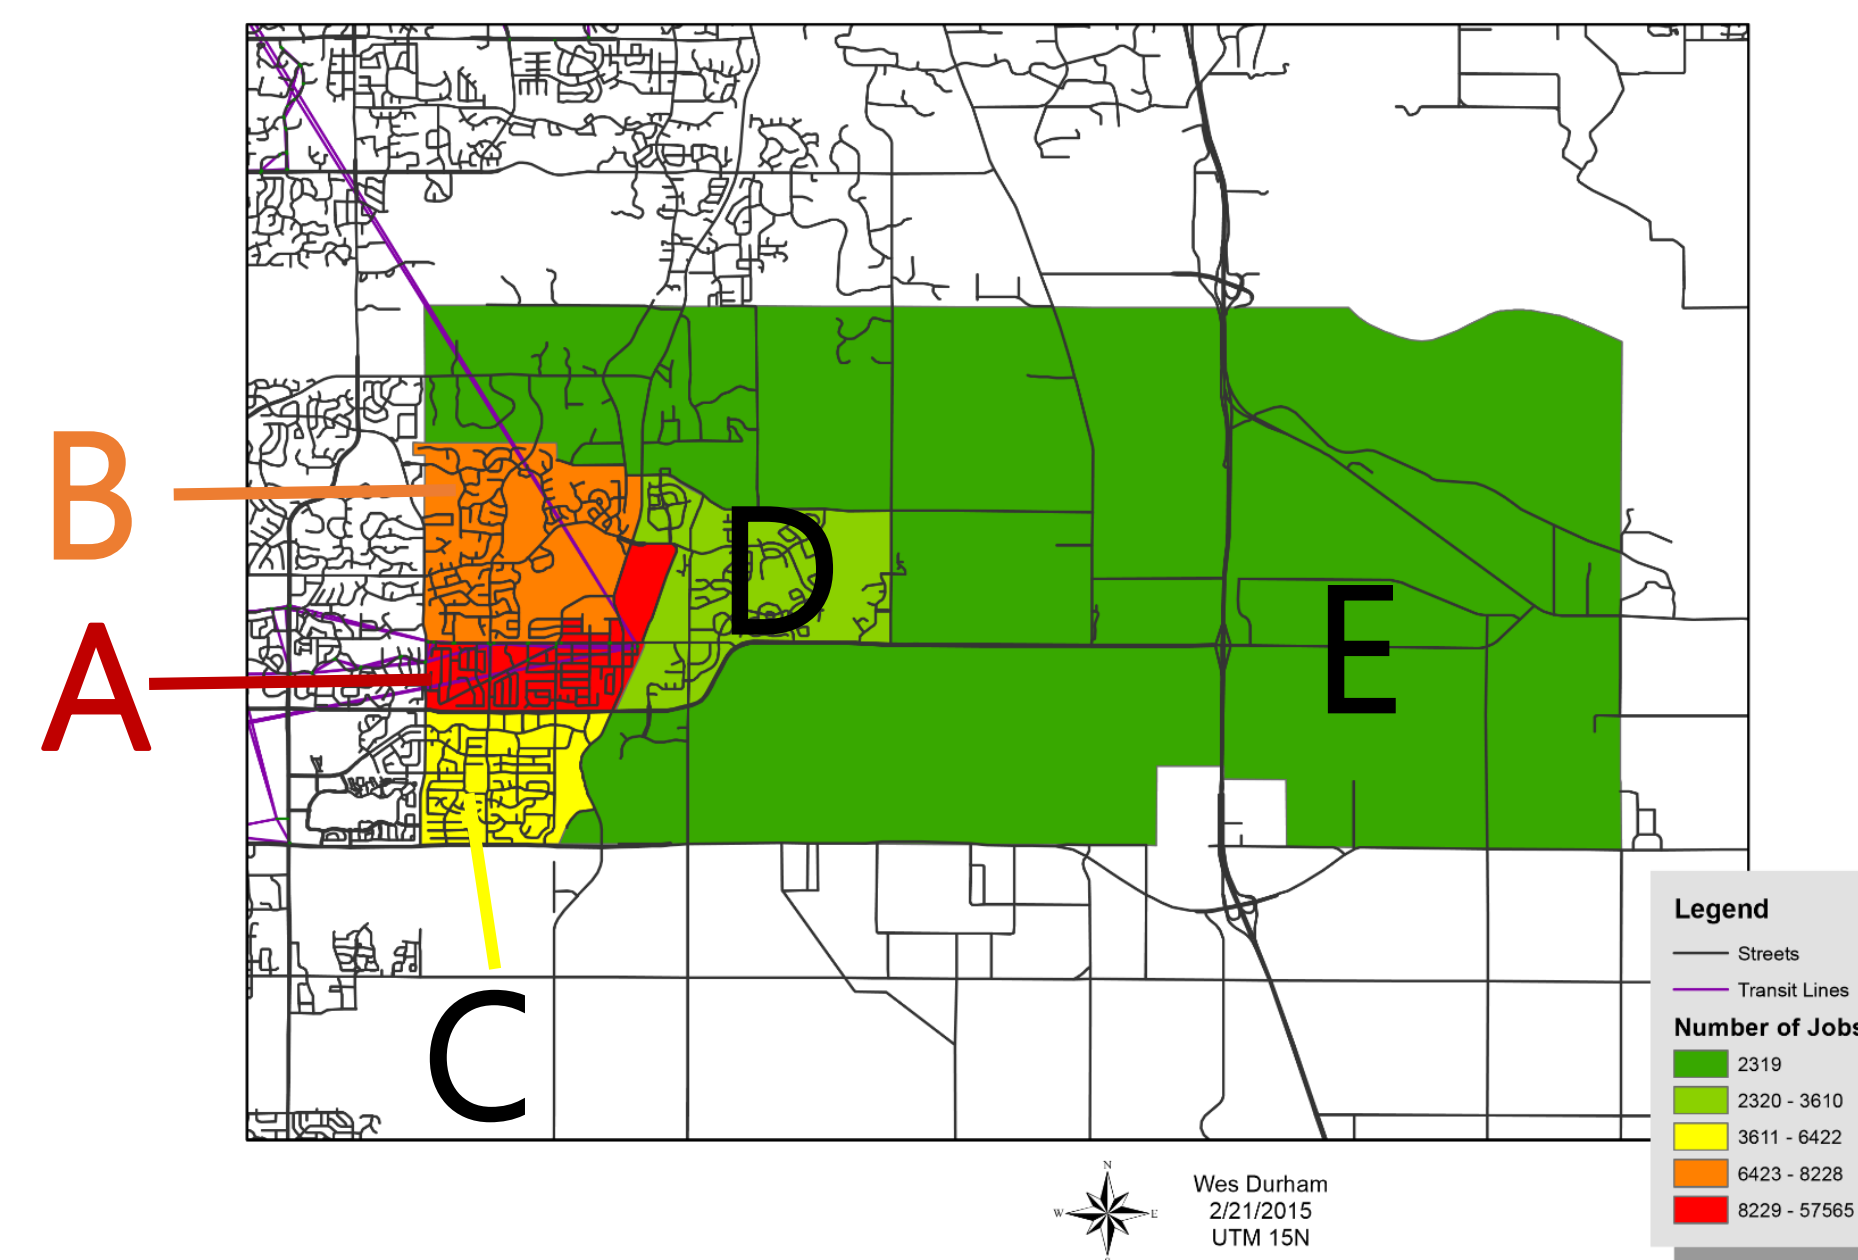 B
A
D
E
C
Legend
Streets
Transit Lines
Number of Jobs
2319
2320 - 3610
3611 - 6422
6423 - 8228
8229 - 57565
N
W
E
Wes Durham
2/21/2015
UTM 15N